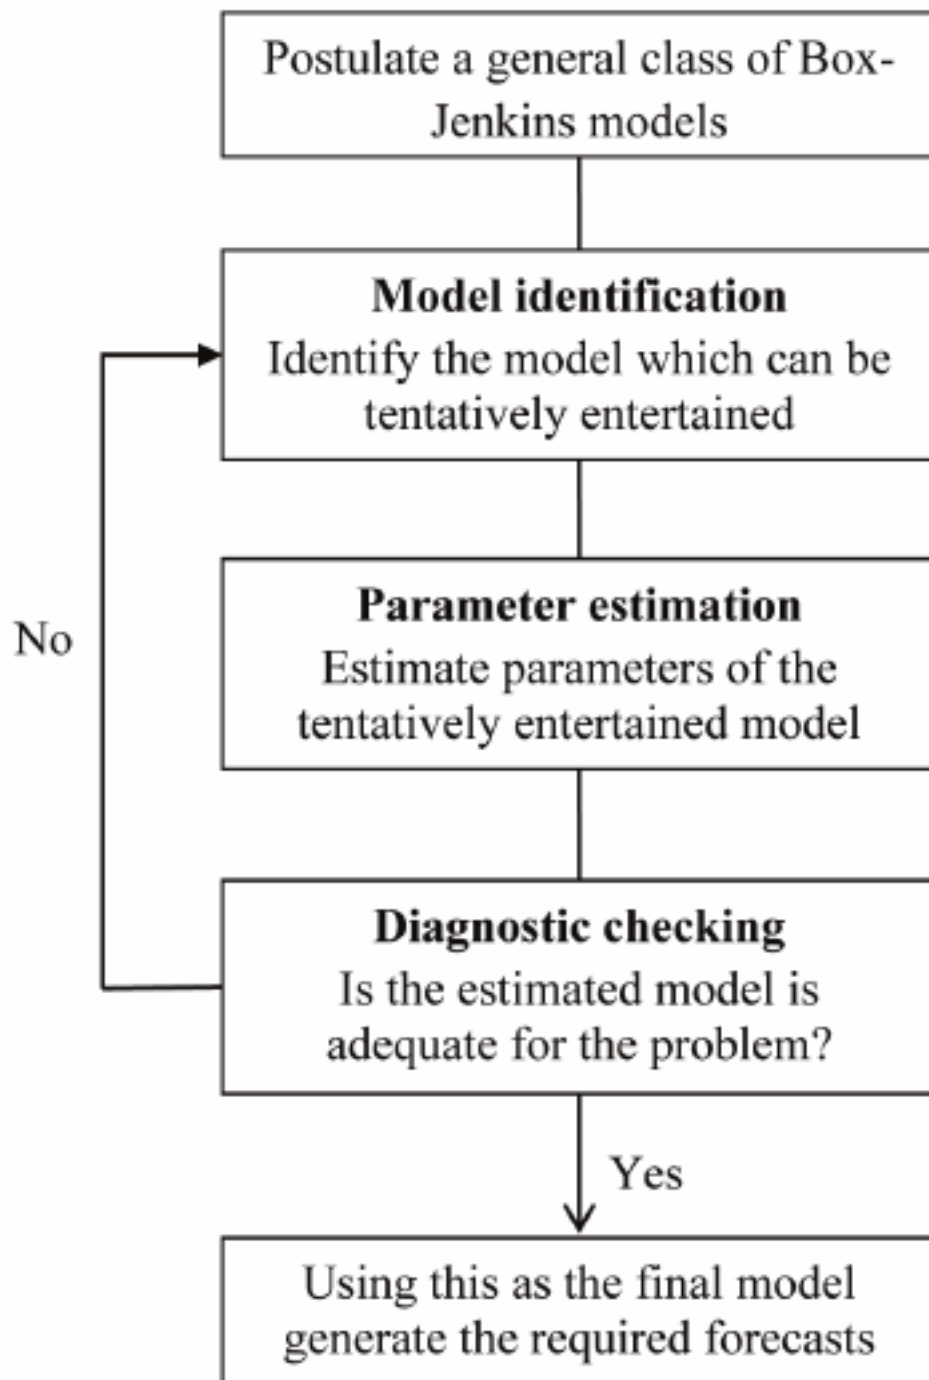 Postulate a general class of Box-
Jenkins models
Model identification
Identify the model which can be
tentatively entertained
No
Parameter estimation
Estimate parameters of the
tentatively entertained model
Diagnostic checking
Is the estimated model is
adequate for the problem?
Yes
Using this as the final model
generate the required forecasts